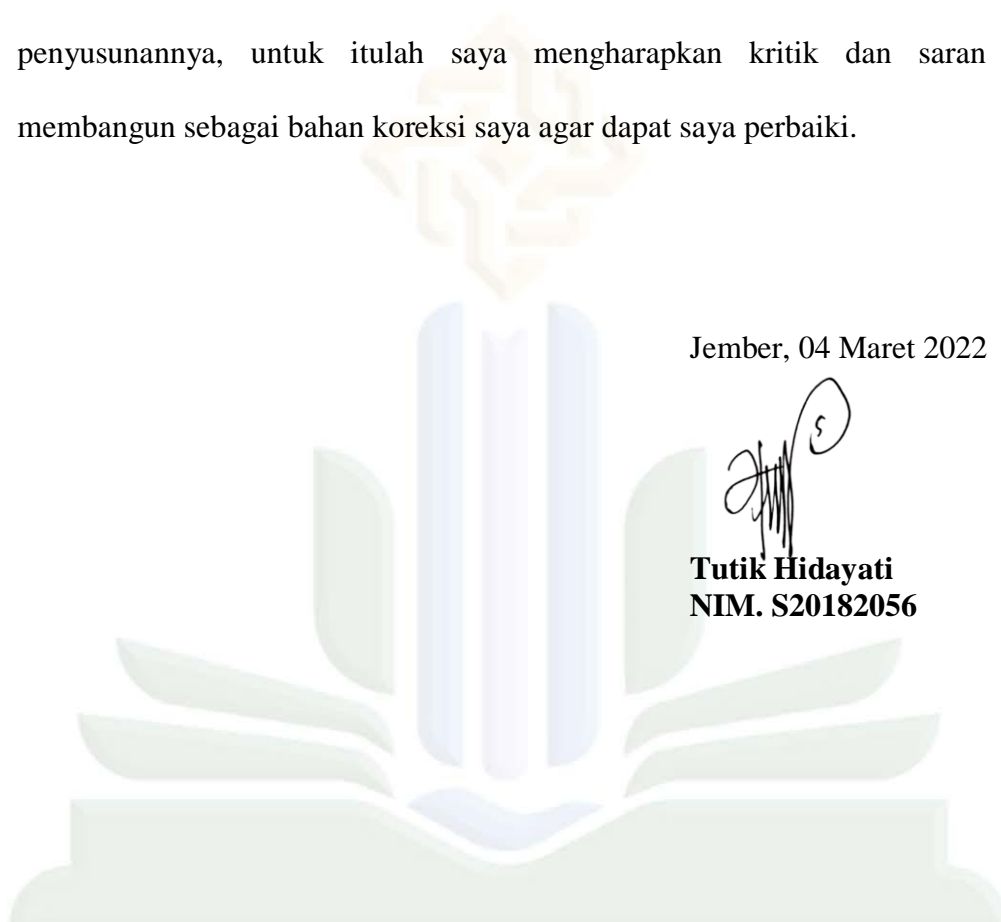 penyusunannya, untuk itulah saya mengharapkan kritik dan saran
membangun sebagai bahan koreksi saya agar dapat saya perbaiki.
Jember, 04 Maret 2022
Tutik Hidayati
NIM. S20182056